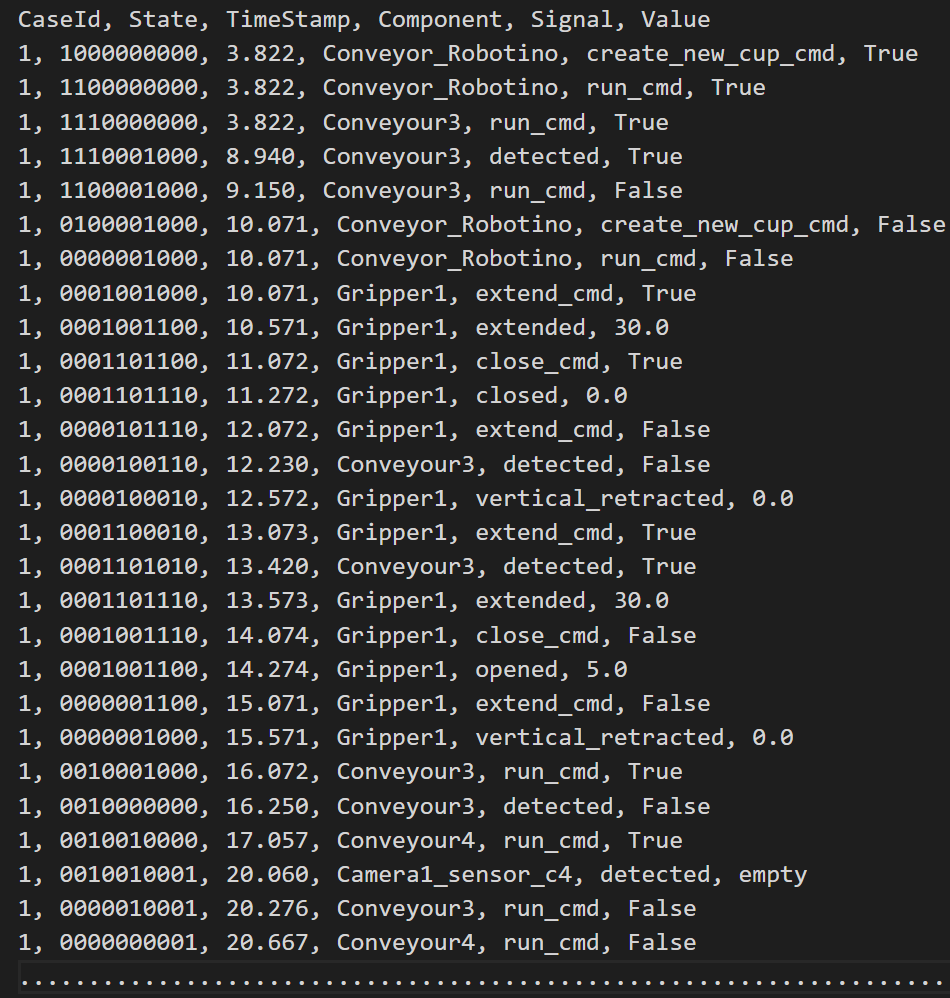 CaseId, State, TimeStamp, Component, Signal, Value
1, 1000000000, 3.822, Conveyor_Robotino, create_new_cup_cmd, True
1, 1100000000, 3.822, Conveyor_Robotino, run_cmd, True
1, 1110000000, 3.822, Conveyour3, run_cmd, True
1, 1110001000, 8.940, Conveyour3, detected, True
1, 1100001000, 9.150, Conveyour3, run_cmd, False
1, 0100001000, 10.071, Conveyor_Robotino, create_new_cup_cmd, False
1, 0000001000, 10.071, Conveyor_Robotino, run_cmd, False
1, 0001001000, 10.071, Gripper1, extend_cmd, True
1, 0001001100, 10.571, Gripper1, extended, 30.0
1, 0001101100, 11.072, Gripper1, close_cmd, True
1, 0001101110, 11.272, Gripper1, closed, 0.0
1, 0000101110, 12.072, Gripper1, extend_cmd, False
1, 0000100110, 12.230, Conveyour3, detected, False
1, 0000100010, 12.572, Gripper1, vertical_retracted, 0.0
1, 0001100010, 13.073, Gripper1, extend_cmd, True
1, 0001101010, 13.420, Conveyour3, detected, True
1, 0001101110, 13.573, Gripper1, extended, 30.0
1, 0001001110, 14.074, Gripper1, close_cmd, False
1, 0001001100, 14.274, Gripper1, opened, 5.0
1, 0000001100, 15.071, Gripper1, extend_cmd, False
1, 0000001000, 15.571, Gripper1, vertical_retracted, 0.0
1, 0010001000, 16.072, Conveyour3, run_cmd, True
1, 0010000000, 16.250, Conveyour3, detected, False
1, 0010010000, 17.057, Conveyour4, run_cmd, True
1, 0010010001, 20.060, Camera1_sensor_c4, detected, empty
1, 0000010001, 20.276, Conveyour3, run_cmd, False
1, 0000000001, 20.667, Conveyour4, run_cmd, False
...................................................................